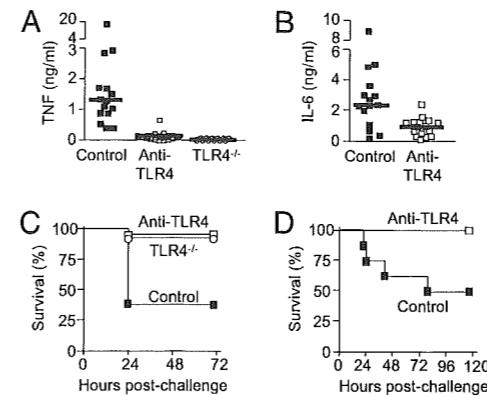 A
TNF (ng/ml)
20
10
3
2
1
0
Control
Anti-
TLR4
TLR4-/-
B
IL-6 (ng/ml)
10
8
6
4
2
0
Control
Anti-
TLR4
C
Survival (%)
100
75
50
25
0
Anti-TLR4
TLR4-/-
Control
0 24 48 72
Hours post-challenge
D
Survival (%)
100
75
50
25
0
Anti-TLR4
Control
0 24 48 72 96 120
Hours post-challenge